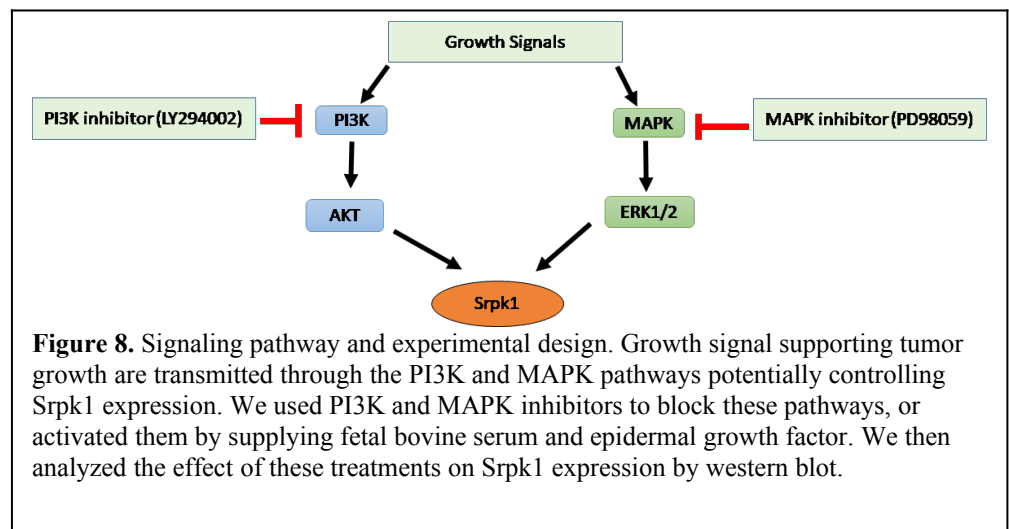 Growth Signals
PI3K inhibitor (LY294002)
PI3K
MAPK
MAPK inhibitor (PD98059)
AKT
ERK1/2
Srpk1
Figure 8. Signaling pathway and experimental design. Growth signal supporting tumor
growth are transmitted through the PI3K and MAPK pathways potentially controlling
Srpk1 expression. We used PI3K and MAPK inhibitors to block these pathways, or
activated them by supplying fetal bovine serum and epidermal growth factor. We then
analyzed the effect of these treatments on Srpk1 expression by western blot.